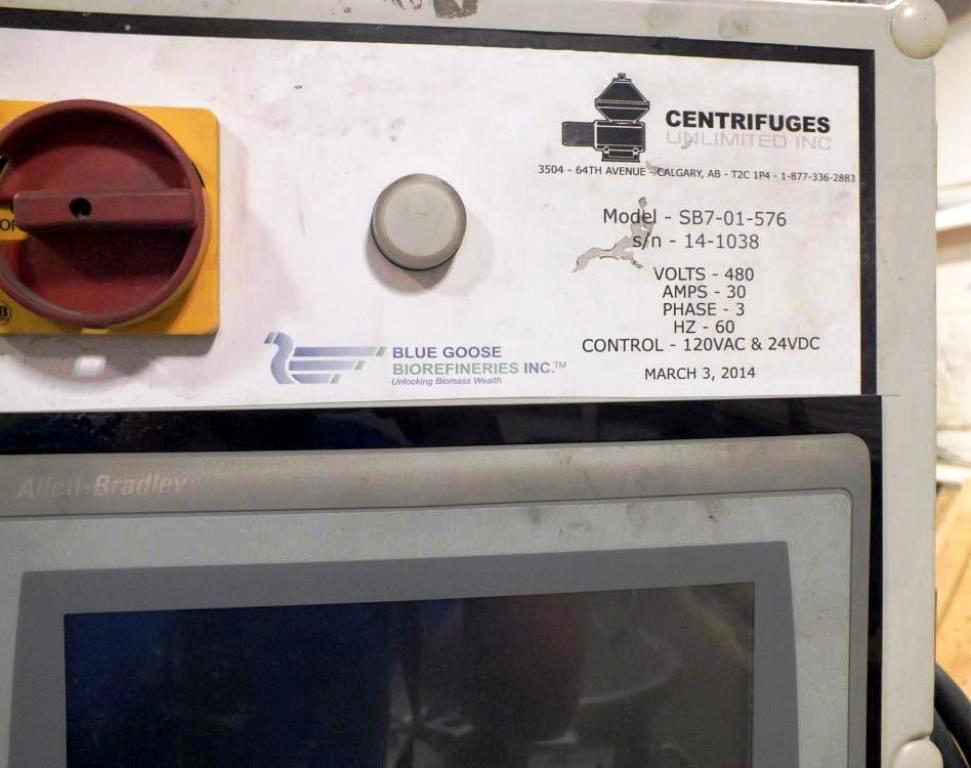 CENTRIFUGES
UNLIMITED INC
3504 - 64TH AVENUE - CALGARY, AB - T2C 1P4 - 1-877-336-2883
Model - SB7-01-576
s/n - 14-1038
VOLTS - 480
AMPS - 30
PHASE - 3
HZ - 60
CONTROL - 120VAC & 24VDC
MARCH 3, 2014
BLUE GOOSE
BIOREFINERIES INC.™
Unlocking Biomass Wealth
Allen-Bradley